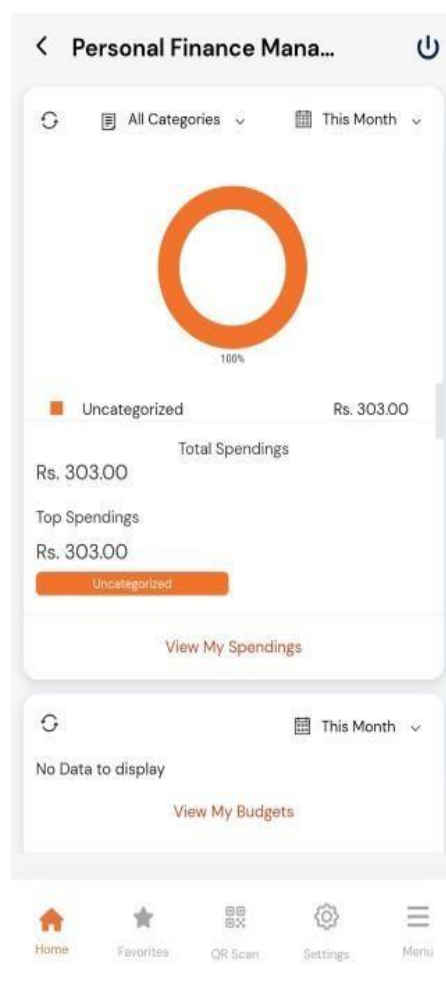 Personal Finance Mana...
All Categories
This Month
100%
Uncategorized Rs. 303.00
Total Spendings
Rs. 303.00
Top Spendings
Rs. 303.00
Uncategorized
View My Spendings
This Month
No Data to display
View My Budgets
Home Favorites QR Scan Settings Menu